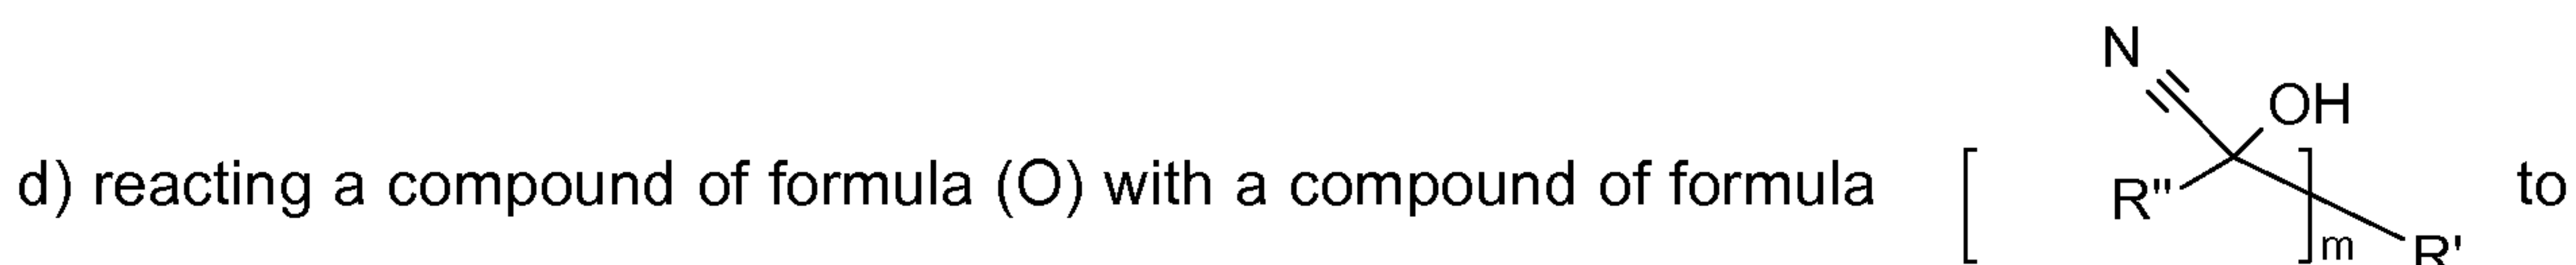 N
OH
d) reacting a compound of formula (O) with a compound of formula [ R" ]m R' to